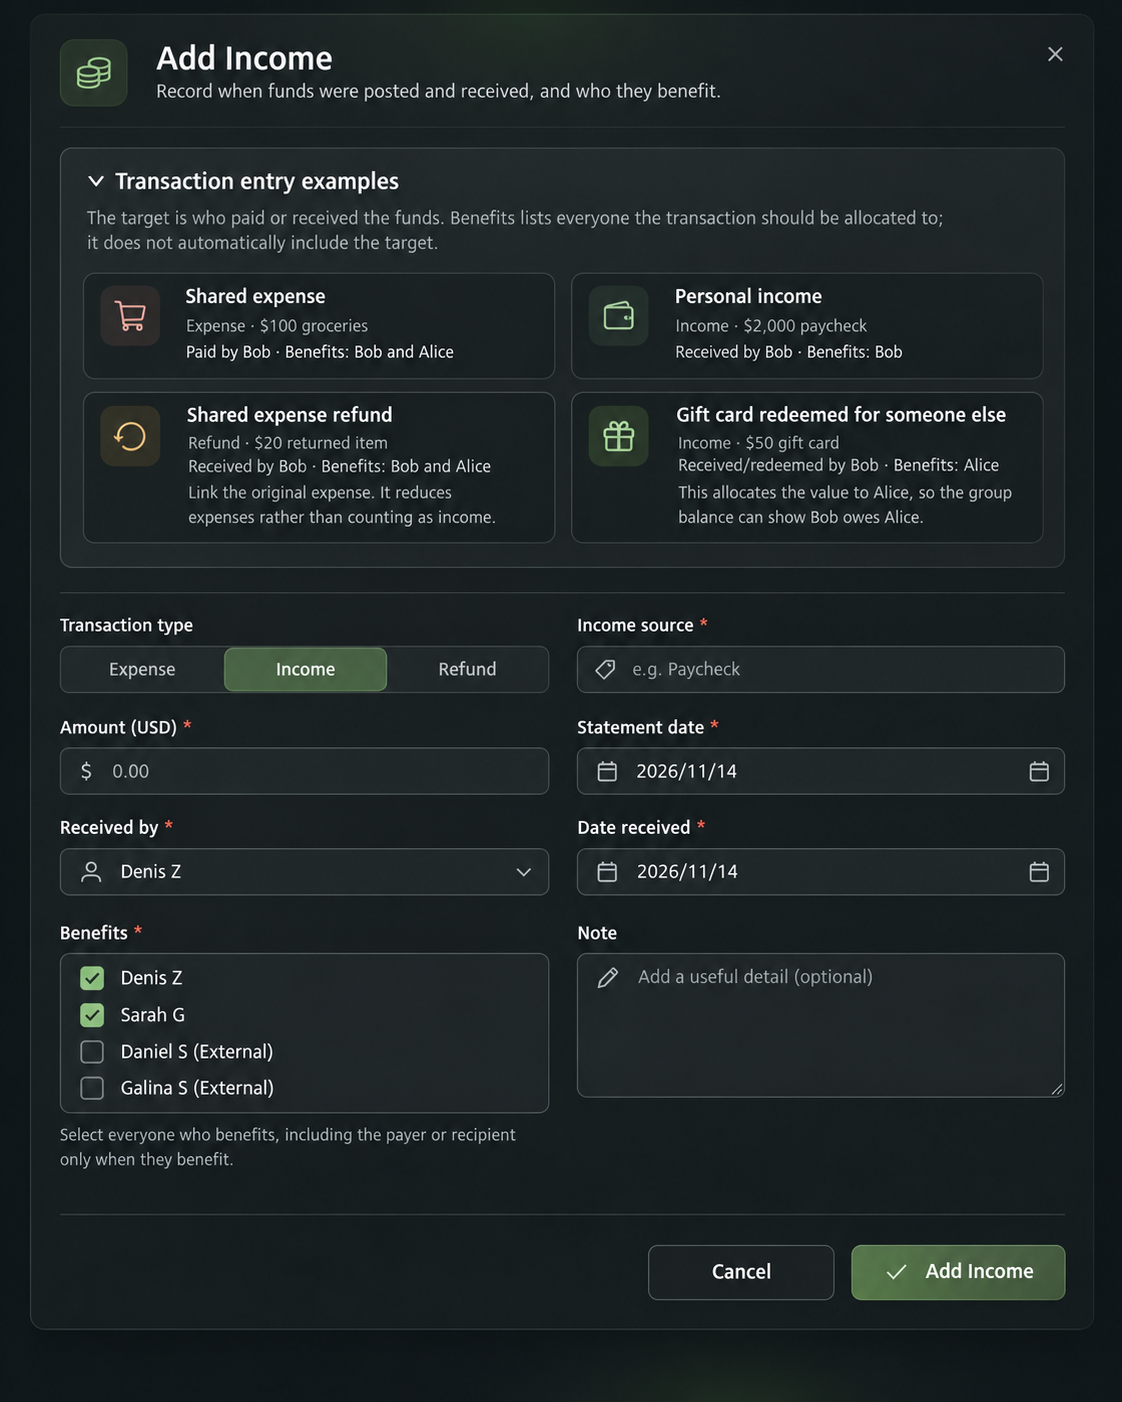 Add Income
Record when funds were posted and received, and who they benefit.
Transaction entry examples
The target is who paid or received the funds. Benefits lists everyone the transaction should be allocated to;
it does not automatically include the target.
Shared expense
Expense · $100 groceries
Paid by Bob · Benefits: Bob and Alice
Personal income
Income · $2,000 paycheck
Received by Bob · Benefits: Bob
Shared expense refund
Refund · $20 returned item
Received by Bob · Benefits: Bob and Alice
Link the original expense. It reduces
expenses rather than counting as income.
Gift card redeemed for someone else
Income · $50 gift card
Received/redeemed by Bob · Benefits: Alice
This allocates the value to Alice, so the group
balance can show Bob owes Alice.
Transaction type
Expense
Income
Refund
Income source *
e.g. Paycheck
Amount (USD) *
$ 0.00
Statement date *
2026/11/14
Received by *
Denis Z
Date received *
2026/11/14
Benefits *
Denis Z
Sarah G
Daniel S (External)
Galina S (External)
Select everyone who benefits, including the payer or recipient
only when they benefit.
Note
Add a useful detail (optional)
Cancel
Add Income